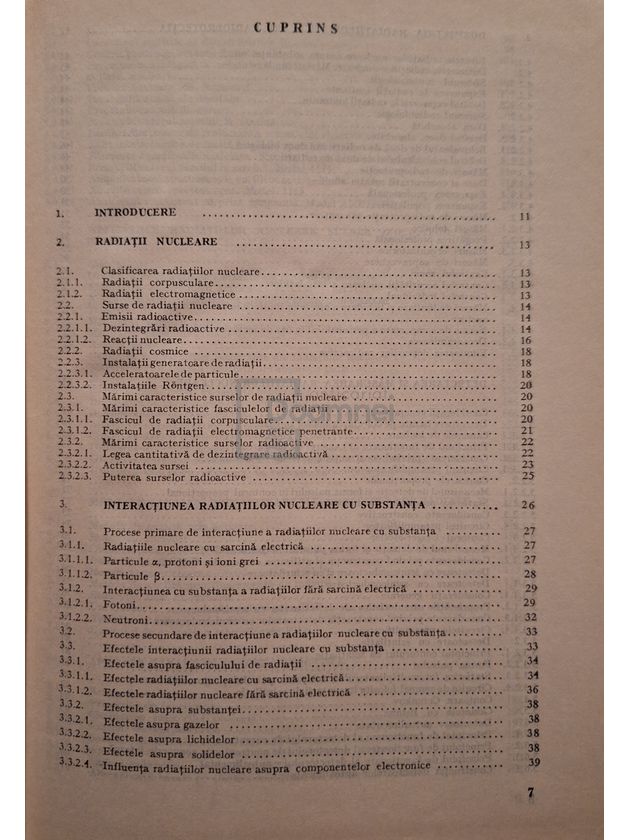 CUPRINS
1. INTRODUCERE 11
2. RADIAȚII NUCLEARE 13
2.1. Clasificarea radiațiilor nucleare 13
2.1.1. Radiații corpusculare 13
2.1.2. Radiații electromagnetice 13
2.2. Surse de radiații nucleare 14
2.2.1. Emisii radioactive 14
2.2.1.1. Dezintegrări radioactive 14
2.2.1.2. Reacții nucleare 16
2.2.2. Radiații cosmice 18
2.2.3. Instalații generatoare de radiații 18
2.2.3.1. Acceleratoarele de particule 18
2.2.3.2. Instalațiile Röntgen 20
2.3. Mărimi caracteristice surselor de radiații nucleare 20
2.3.1. Mărimi caracteristice fasciculelor de radiații 20
2.3.1.1. Fascicul de radiații corpusculare 20
2.3.1.2. Fascicul de radiații electromagnetice penetrante 21
2.3.2. Mărimi caracteristice surselor radioactive 22
2.3.2.1. Legea cantitativă de dezintegrare radioactivă 22
2.3.2.2. Activitatea sursei 23
2.3.2.3. Puterea surselor radioactive 25
3. INTERACȚIUNEA RADIAȚIILOR NUCLEARE CU SUBSTANȚA 26
3.1. Procese primare de interacțiune a radiațiilor nucleare cu substanța 27
3.1.1. Radiațiile nucleare cu sarcină electrică 27
3.1.1.1. Particule α, protoni și ioni grei 27
3.1.1.2. Particule β 28
3.1.2. Interacțiunea cu substanța a radiațiilor fără sarcină electrică 29
3.1.2.1. Fotoni 29
3.1.2.2. Neutroni 32
3.2. Procese secundare de interacțiune a radiațiilor nucleare cu substanța 33
3.3. Efectele interacțiunii radiațiilor nucleare cu substanța 33
3.3.1. Efectele asupra fasciculului de radiații 34
3.3.1.1. Efectele radiațiilor nucleare cu sarcină electrică 34
3.3.1.2. Efectele radiațiilor nucleare fără sarcină electrică 36
3.3.2. Efectele asupra substanței 38
3.3.2.1. Efectele asupra gazelor 38
3.3.2.2. Efectele asupra lichidelor 38
3.3.2.3. Efectele asupra solidelor 38
3.3.2.4. Influența radiațiilor nucleare asupra componentelor electronice 39
7